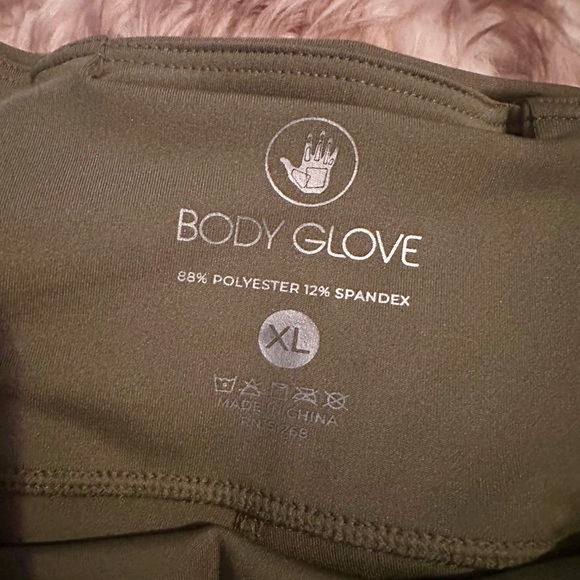 BODY GLOVE
88% POLYESTER 12% SPANDEX
XL
MADE IN CHINA